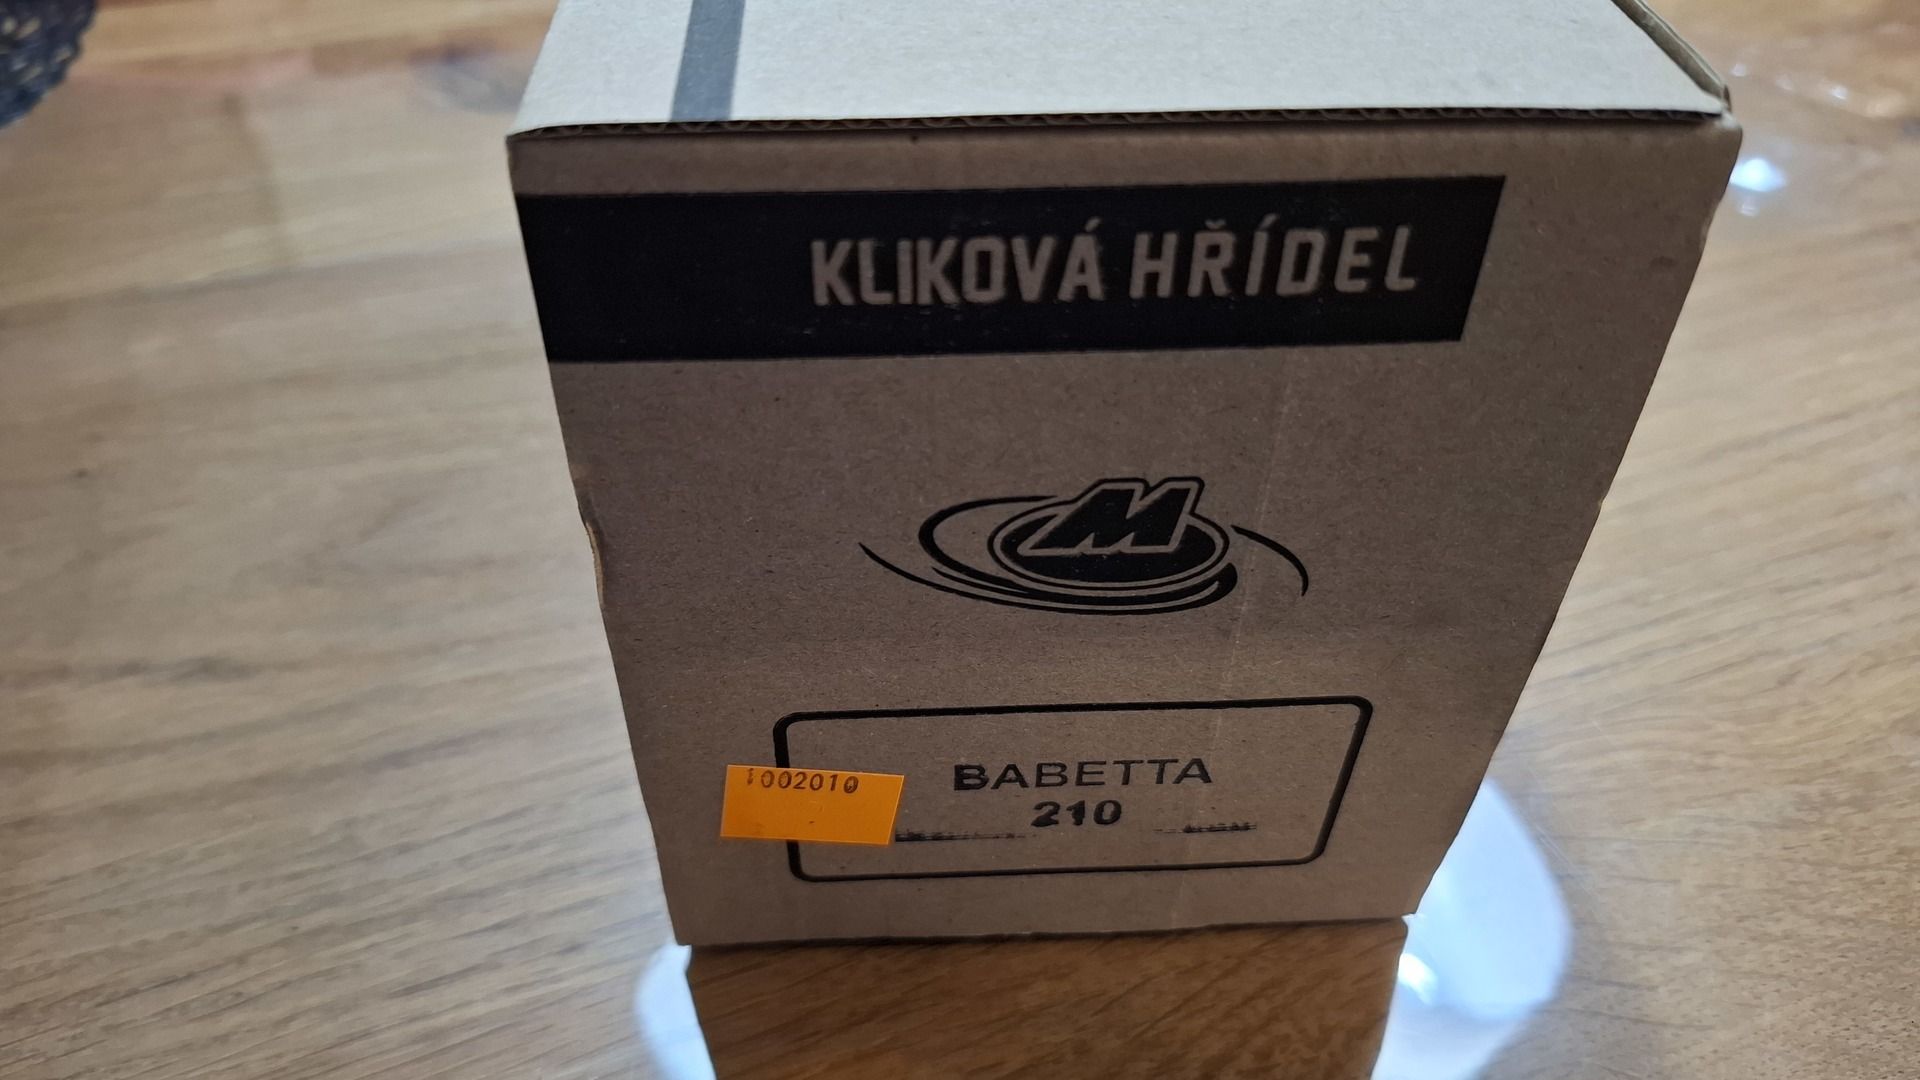 KLIKOVÁ HŘÍDEL
M
BABETTA
1002010
210